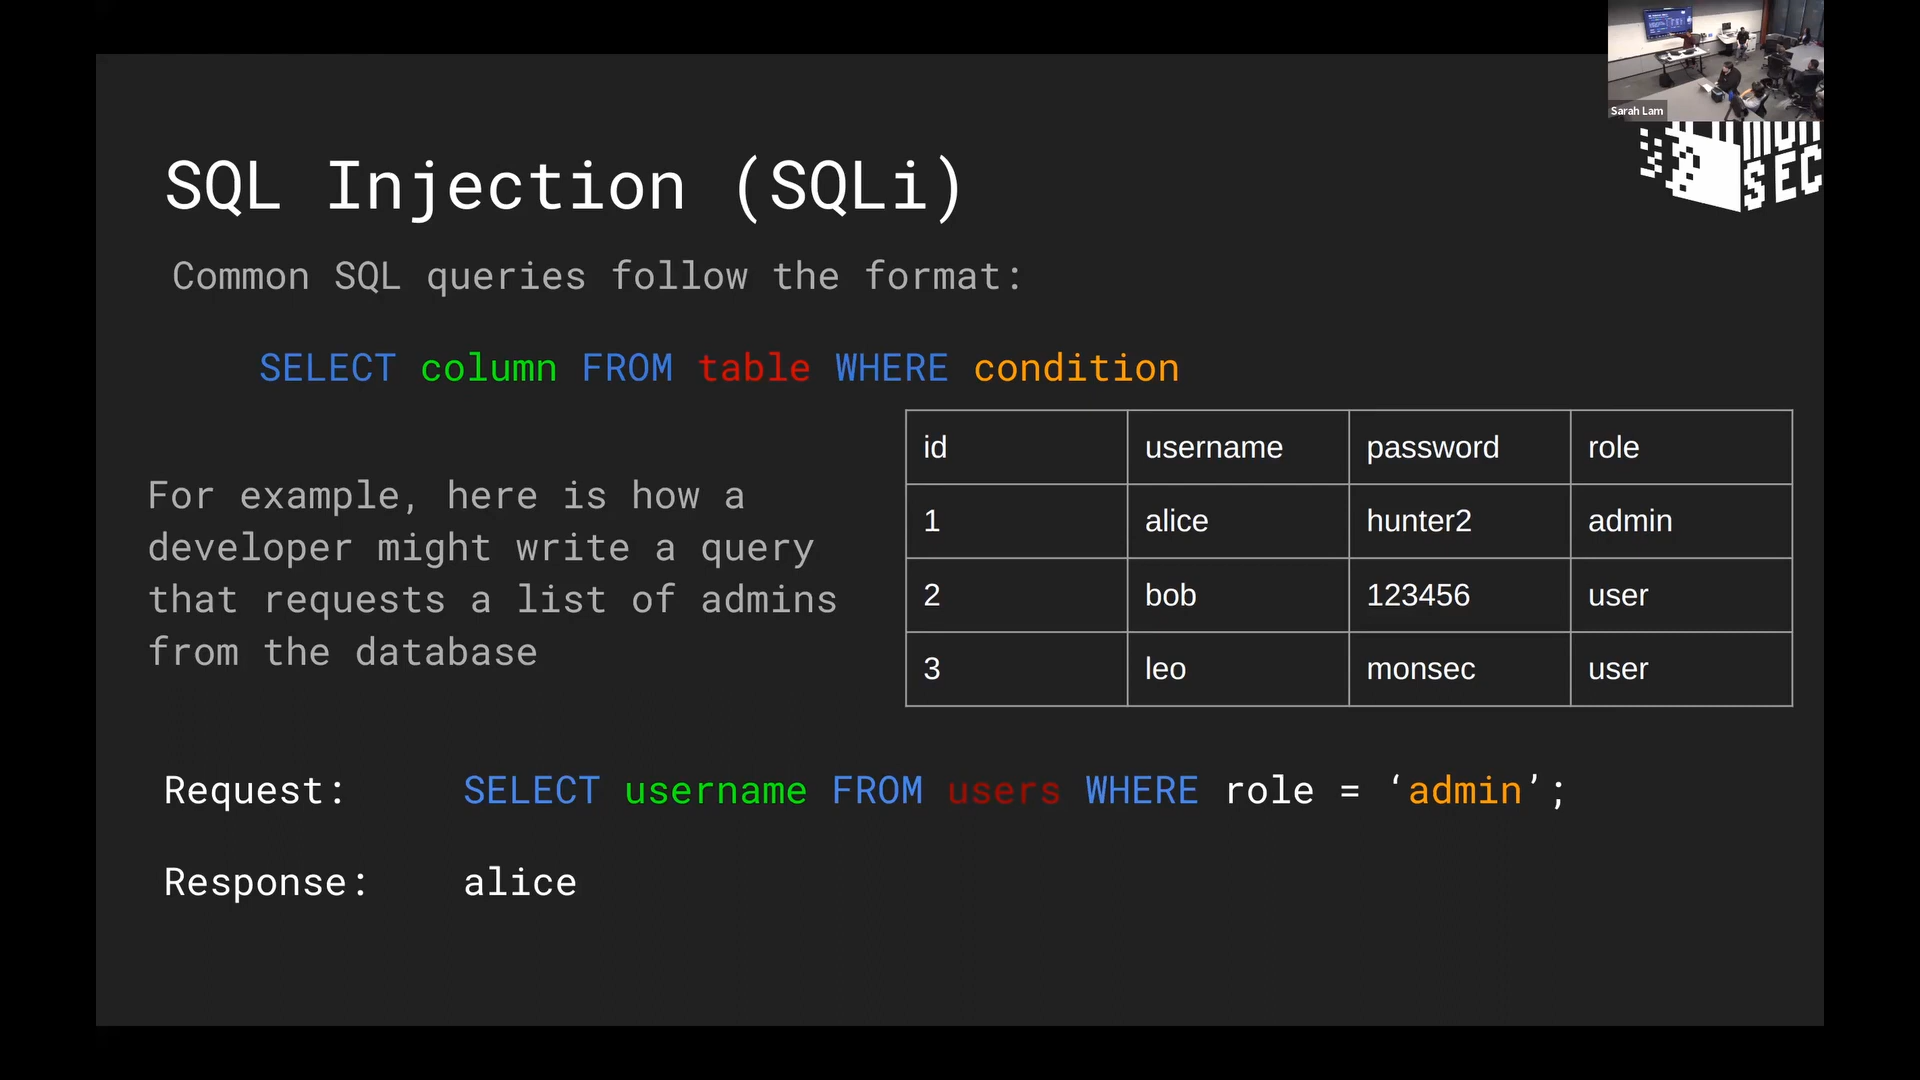 Sarah Lam
SEC
SQL Injection (SQLi)
Common SQL queries follow the format:
SELECT column FROM table WHERE condition
id username password role
1 alice hunter2 admin
2 bob 123456 user
3 leo monsec user
For example, here is how a
developer might write a query
that requests a list of admins
from the database
Request: SELECT username FROM users WHERE role = ‘admin’;
Response: alice